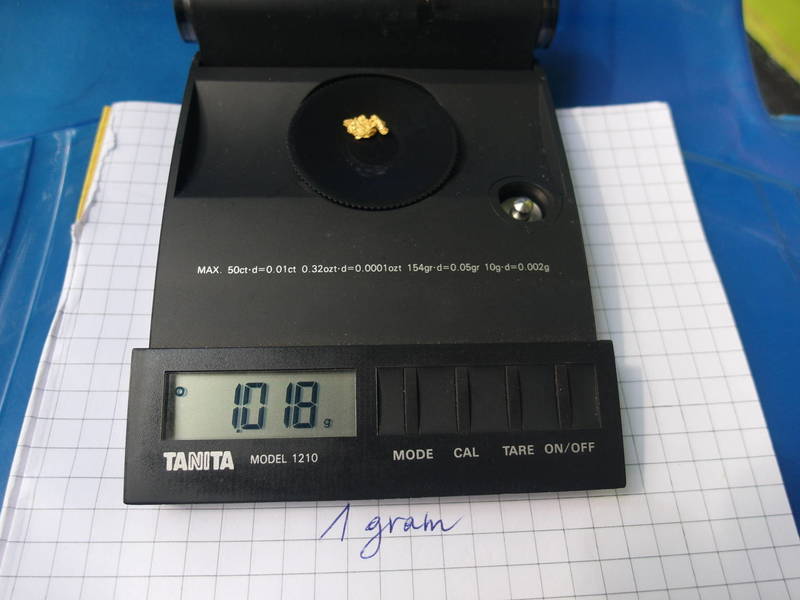 MAX. 50ct·d=0.01ct 0.32ozt·d=0.0001ozt 154gr·d=0.05gr 10g·d=0.002g
1.018 g
TANITA MODEL 1210 MODE CAL TARE ON/OFF
1 gram